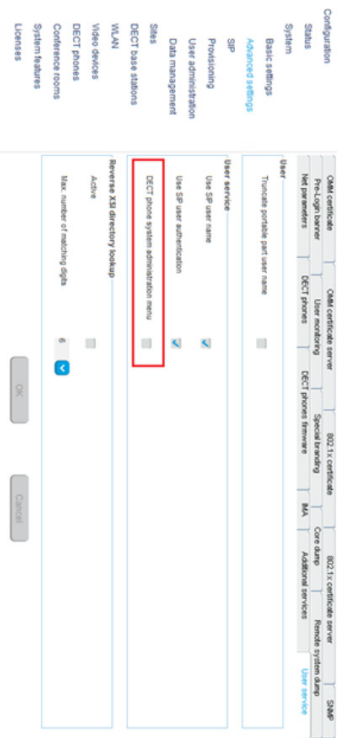 Configuration
Status
System
Basic settings
Advanced settings
SIP
Provisioning
User administration
Data management
Sites
DECT base stations
WLAN
Video devices
DECT phones
Conference rooms
System features
Licenses
OMM certificate OMM certificate server 802.1x certificate 802.1x certificate server SNMP
Pre-Login banner User monitoring Special branding Core dump Remote system dump
Net parameters DECT phones DECT phones firmware IMA Additional services User service
User
Truncate portable part user name
User service
Use SIP user name
Use SIP user authentication
DECT phone system administration menu
Reverse XSI directory lookup
Active
Max. number of matching digits 6
OK Cancel